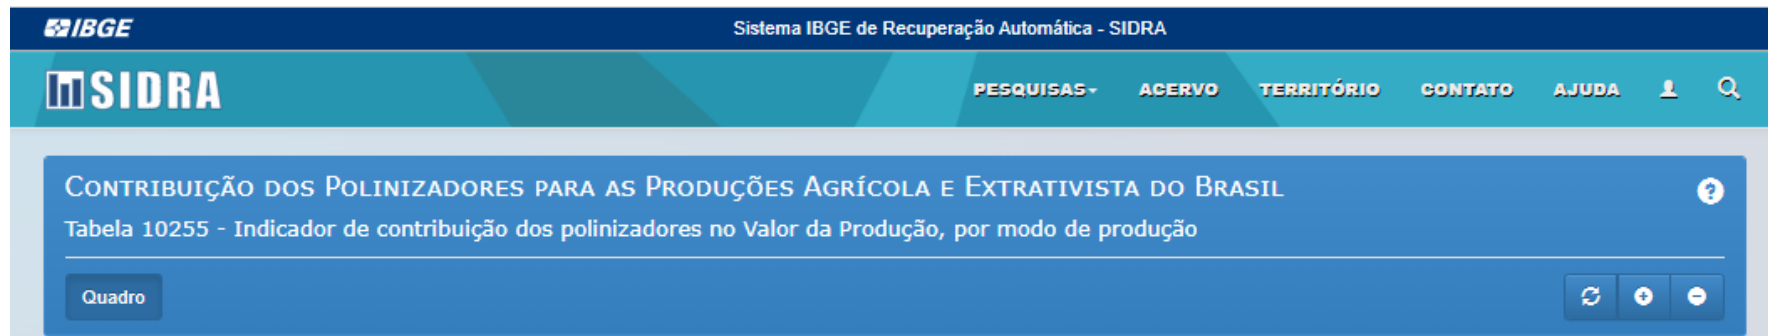 IBGE
Sistema IBGE de Recuperação Automática - SIDRA
SIDRA
PESQUISAS ACERVO TERRITÓRIO CONTATO AJUDA
CONTRIBUIÇÃO DOS POLINIZADORES PARA AS PRODUÇÕES AGRÍCOLA E EXTRATIVISTA DO BRASIL
Tabela 10255 - Indicador de contribuição dos polinizadores no Valor da Produção, por modo de produção
Quadro